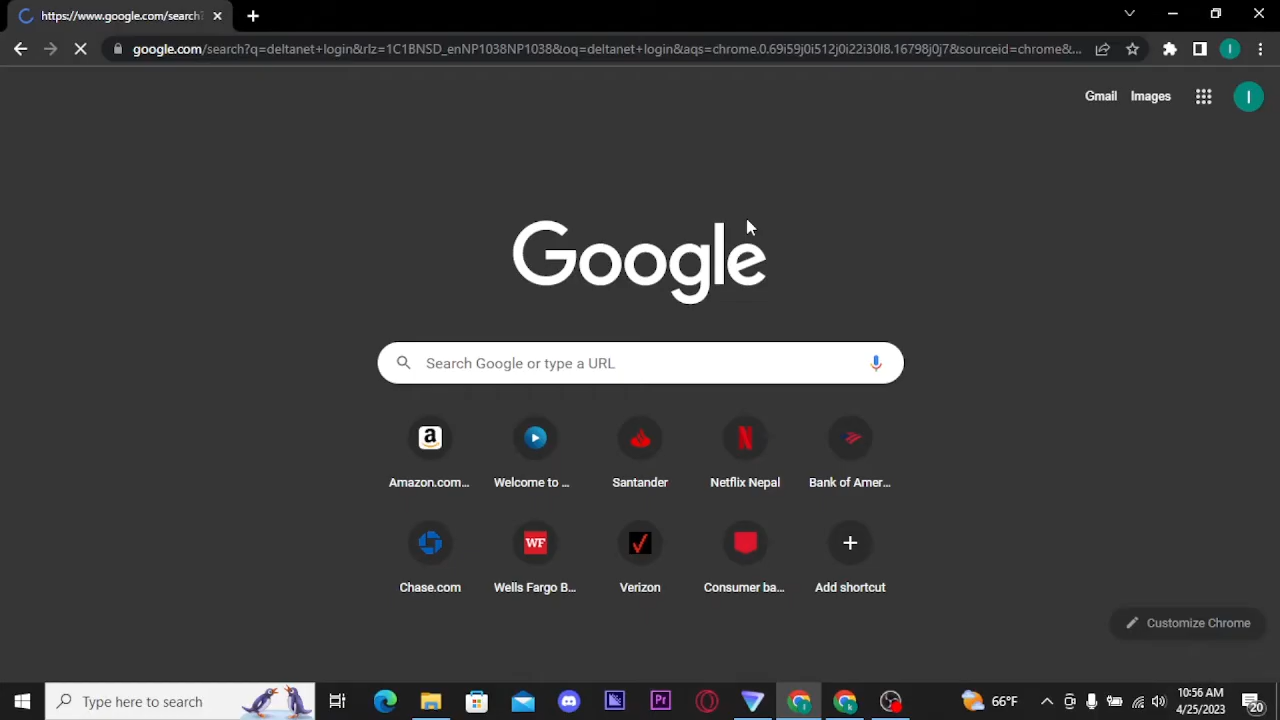 https://www.google.com/search?
google.com/search?q=deltanet+login&rlz=1C1BNSD_enNP1038NP1038&oq=deltanet+login&aqs=chrome.0.69i59j0i512j0i22i30l8.16798j0j7&sourceid=chrome&...
I
Gmail
Images
I
Google
Search Google or type a URL
a
Amazon.com...
Welcome to ...
Santander
N
Netflix Nepal
Bank of Amer...
Chase.com
WF
Wells Fargo B...
Verizon
Consumer ba...
Add shortcut
Customize Chrome
Type here to search
Pr
66°F
10:56 AM
4/25/2023
20